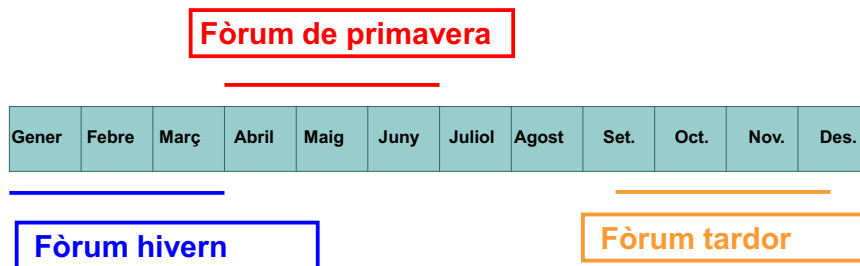 Fòrum de primavera
Gener Febre Març Abril Maig Juny Juliol Agost Set. Oct. Nov. Des.
Fòrum hivern
Fòrum tardor